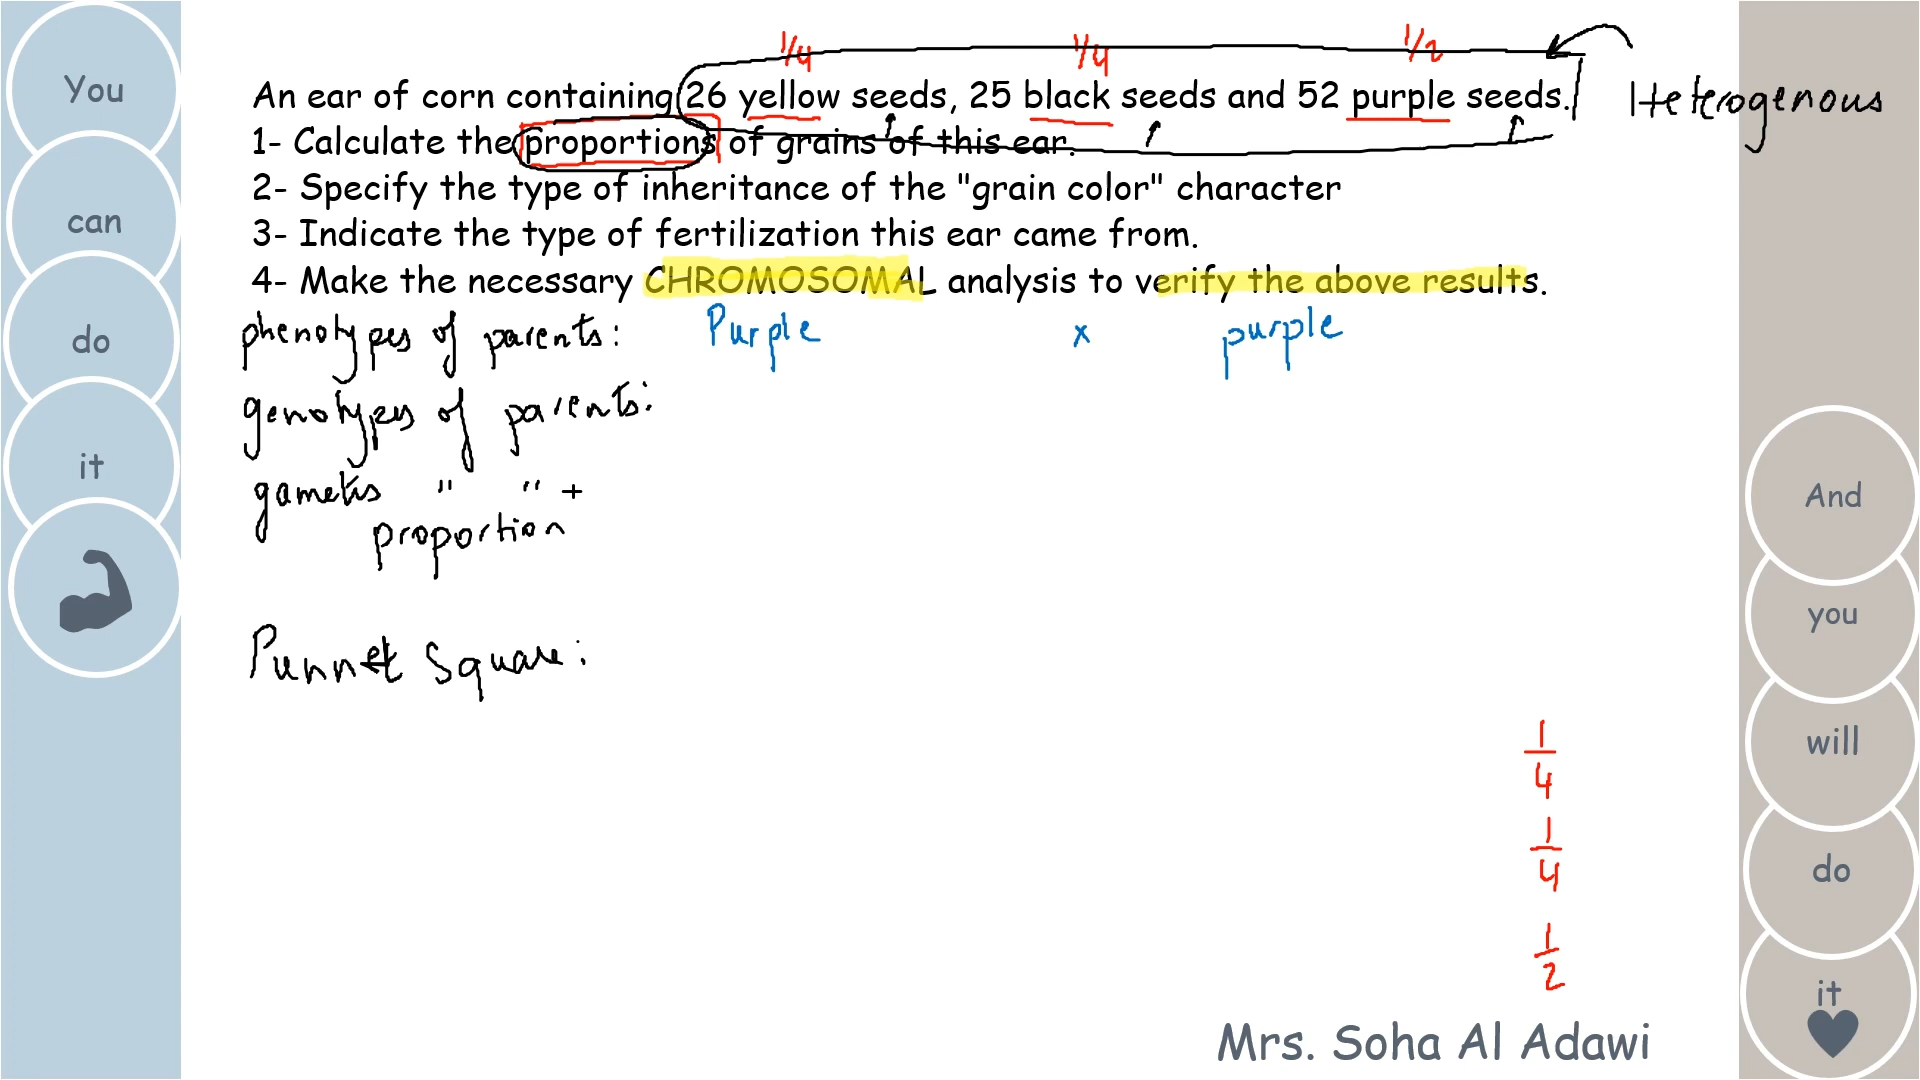 You
can
do
it
1/4 1/4 1/2
An ear of corn containing 26 yellow seeds, 25 black seeds and 52 purple seeds.
Heterogenous
1- Calculate the proportions of grains of this ear.
2- Specify the type of inheritance of the "grain color" character
3- Indicate the type of fertilization this ear came from.
4- Make the necessary CHROMOSOMAL analysis to verify the above results.
phenotypes of parents: Purple x purple
genotypes of parents:
gametes " " +
proportion
Punnet Square:
1/4
1/4
1/2
Mrs. Soha Al Adawi
And
you
will
do
it